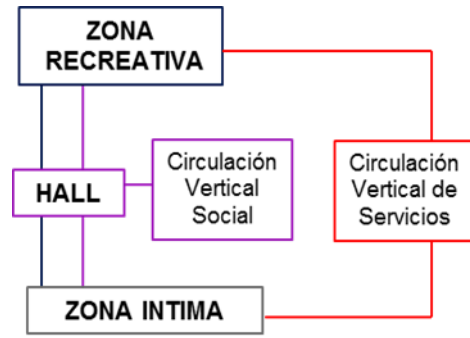 ZONA
RECREATIVA
HALL
Circulación
Vertical
Social
Circulación
Vertical de
Servicios
ZONA INTIMA